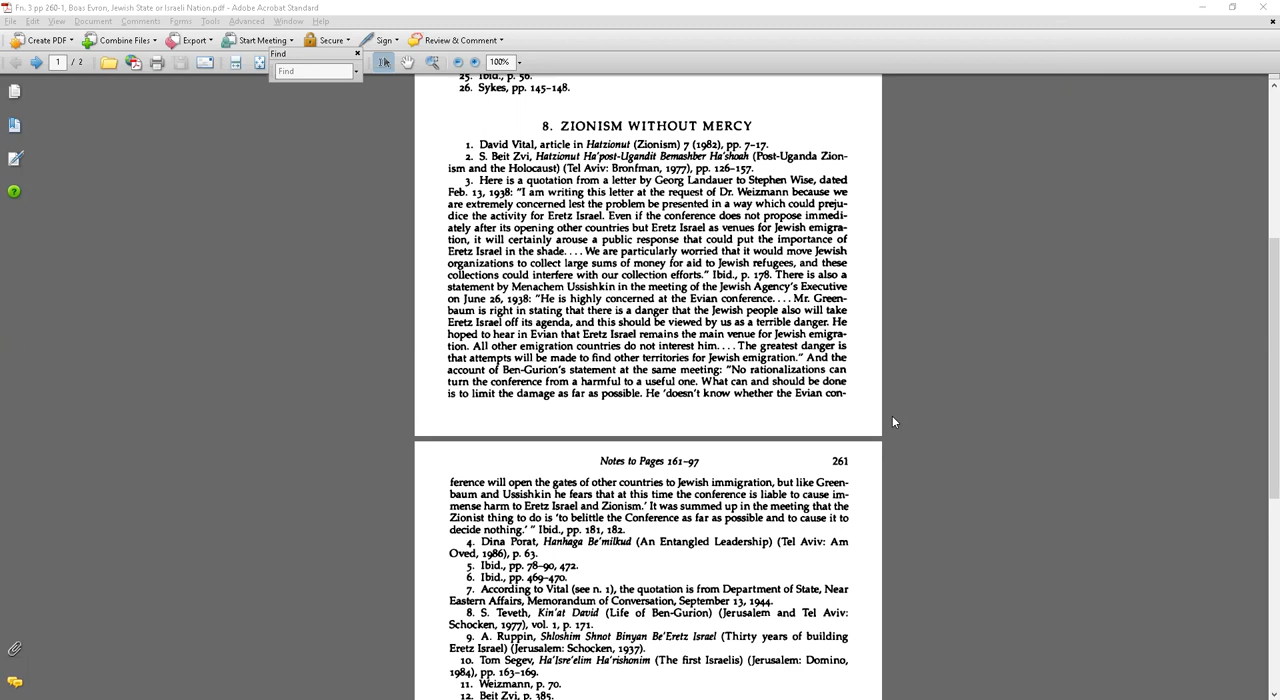 Fn. 3 pp 260-1, Boas Evron, Jewish State or Israeli Nation.pdf - Adobe Acrobat Standard
File Edit View Document Comments Forms Tools Advanced Window Help
Create PDF Combine Files Export Start Meeting Secure Sign Review & Comment
Find
1 / 2 100%
Find
25. Ibid., p. 56.
26. Sykes, pp. 145–148.
8. ZIONISM WITHOUT MERCY
1. David Vital, article in Hatzionut (Zionism) 7 (1982), pp. 7–17.
2. S. Beit Zvi, Hatzionut Ha'post-Ugandit Bemashber Ha'shoah (Post-Uganda Zion-
ism and the Holocaust) (Tel Aviv: Bronfman, 1977), pp. 126–157.
3. Here is a quotation from a letter by Georg Landauer to Stephen Wise, dated
Feb. 13, 1938: "I am writing this letter at the request of Dr. Weizmann because we
are extremely concerned lest the problem be presented in a way which could preju-
dice the activity for Eretz Israel. Even if the conference does not propose immedi-
ately after its opening other countries but Eretz Israel as venues for Jewish emigra-
tion, it will certainly arouse a public response that could put the importance of
Eretz Israel in the shade. . . . We are particularly worried that it would move Jewish
organizations to collect large sums of money for aid to Jewish refugees, and these
collections could interfere with our collection efforts." Ibid., p. 178. There is also a
statement by Menachem Ussishkin in the meeting of the Jewish Agency's Executive
on June 26, 1938: "He is highly concerned at the Evian conference. . . . Mr. Green-
baum is right in stating that there is a danger that the Jewish people also will take
Eretz Israel off its agenda, and this should be viewed by us as a terrible danger. He
hoped to hear in Evian that Eretz Israel remains the main venue for Jewish emigra-
tion. All other emigration countries do not interest him. . . . The greatest danger is
that attempts will be made to find other territories for Jewish emigration." And the
account of Ben-Gurion's statement at the same meeting: "No rationalizations can
turn the conference from a harmful to a useful one. What can and should be done
is to limit the damage as far as possible. He 'doesn't know whether the Evian con-
Notes to Pages 161–97 261
ference will open the gates of other countries to Jewish immigration, but like Green-
baum and Ussishkin he fears that at this time the conference is liable to cause im-
mense harm to Eretz Israel and Zionism.' It was summed up in the meeting that the
Zionist thing to do is 'to belittle the Conference as far as possible and to cause it to
decide nothing.' " Ibid., pp. 181, 182.
4. Dina Porat, Hanhaga Be'milkud (An Entangled Leadership) (Tel Aviv: Am
Oved, 1986), p. 63.
5. Ibid., pp. 78–90, 472.
6. Ibid., pp. 469–470.
7. According to Vital (see n. 1), the quotation is from Department of State, Near
Eastern Affairs, Memorandum of Conversation, September 13, 1944.
8. S. Teveth, Kin'at David (Life of Ben-Gurion) (Jerusalem and Tel Aviv:
Schocken, 1977), vol. 1, p. 171.
9. A. Ruppin, Shloshim Shnot Binyan Be'Eretz Israel (Thirty years of building
Eretz Israel) (Jerusalem: Schocken, 1937).
10. Tom Segev, Ha'Isre'elim Ha'rishonim (The first Israelis) (Jerusalem: Domino,
1984), pp. 163–169.
11. Weizmann, p. 70.
12. Beit Zvi, p. 385.